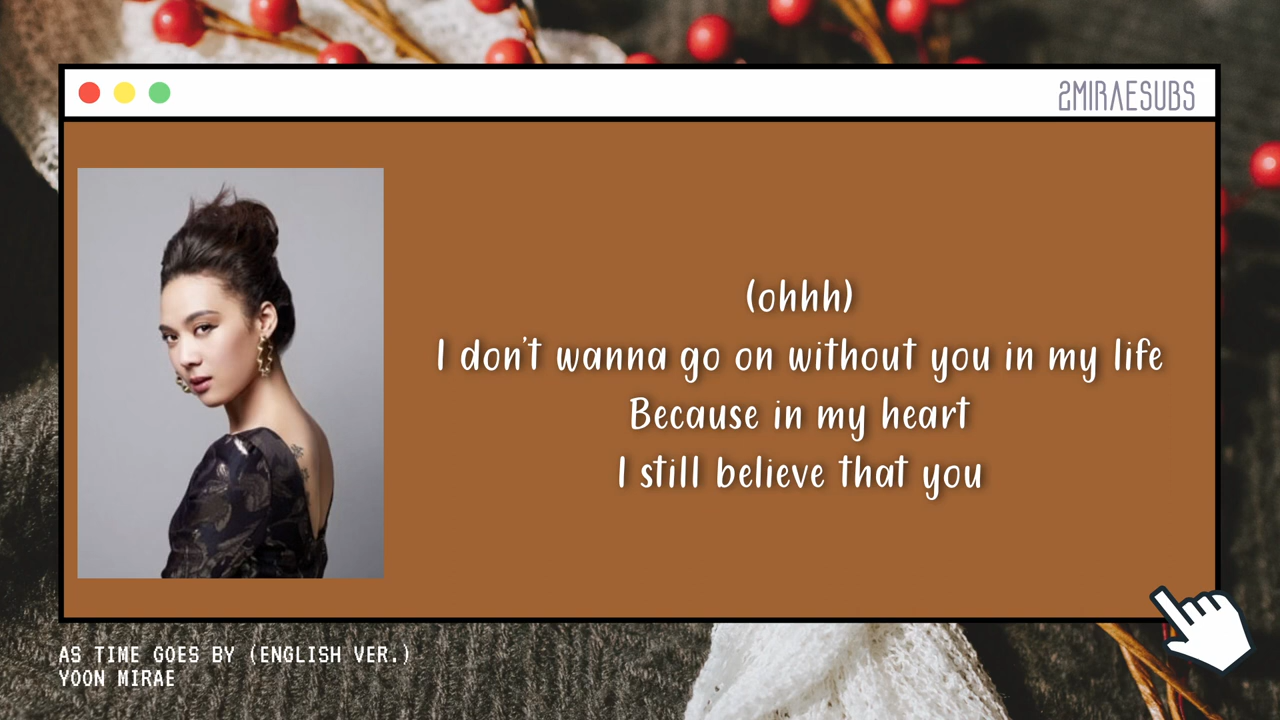 2MIRAESUBS
(ohhh)
I don't wanna go on without you in my life
Because in my heart
I still believe that you
AS TIME GOES BY (ENGLISH VER.)
YOON MIRAE